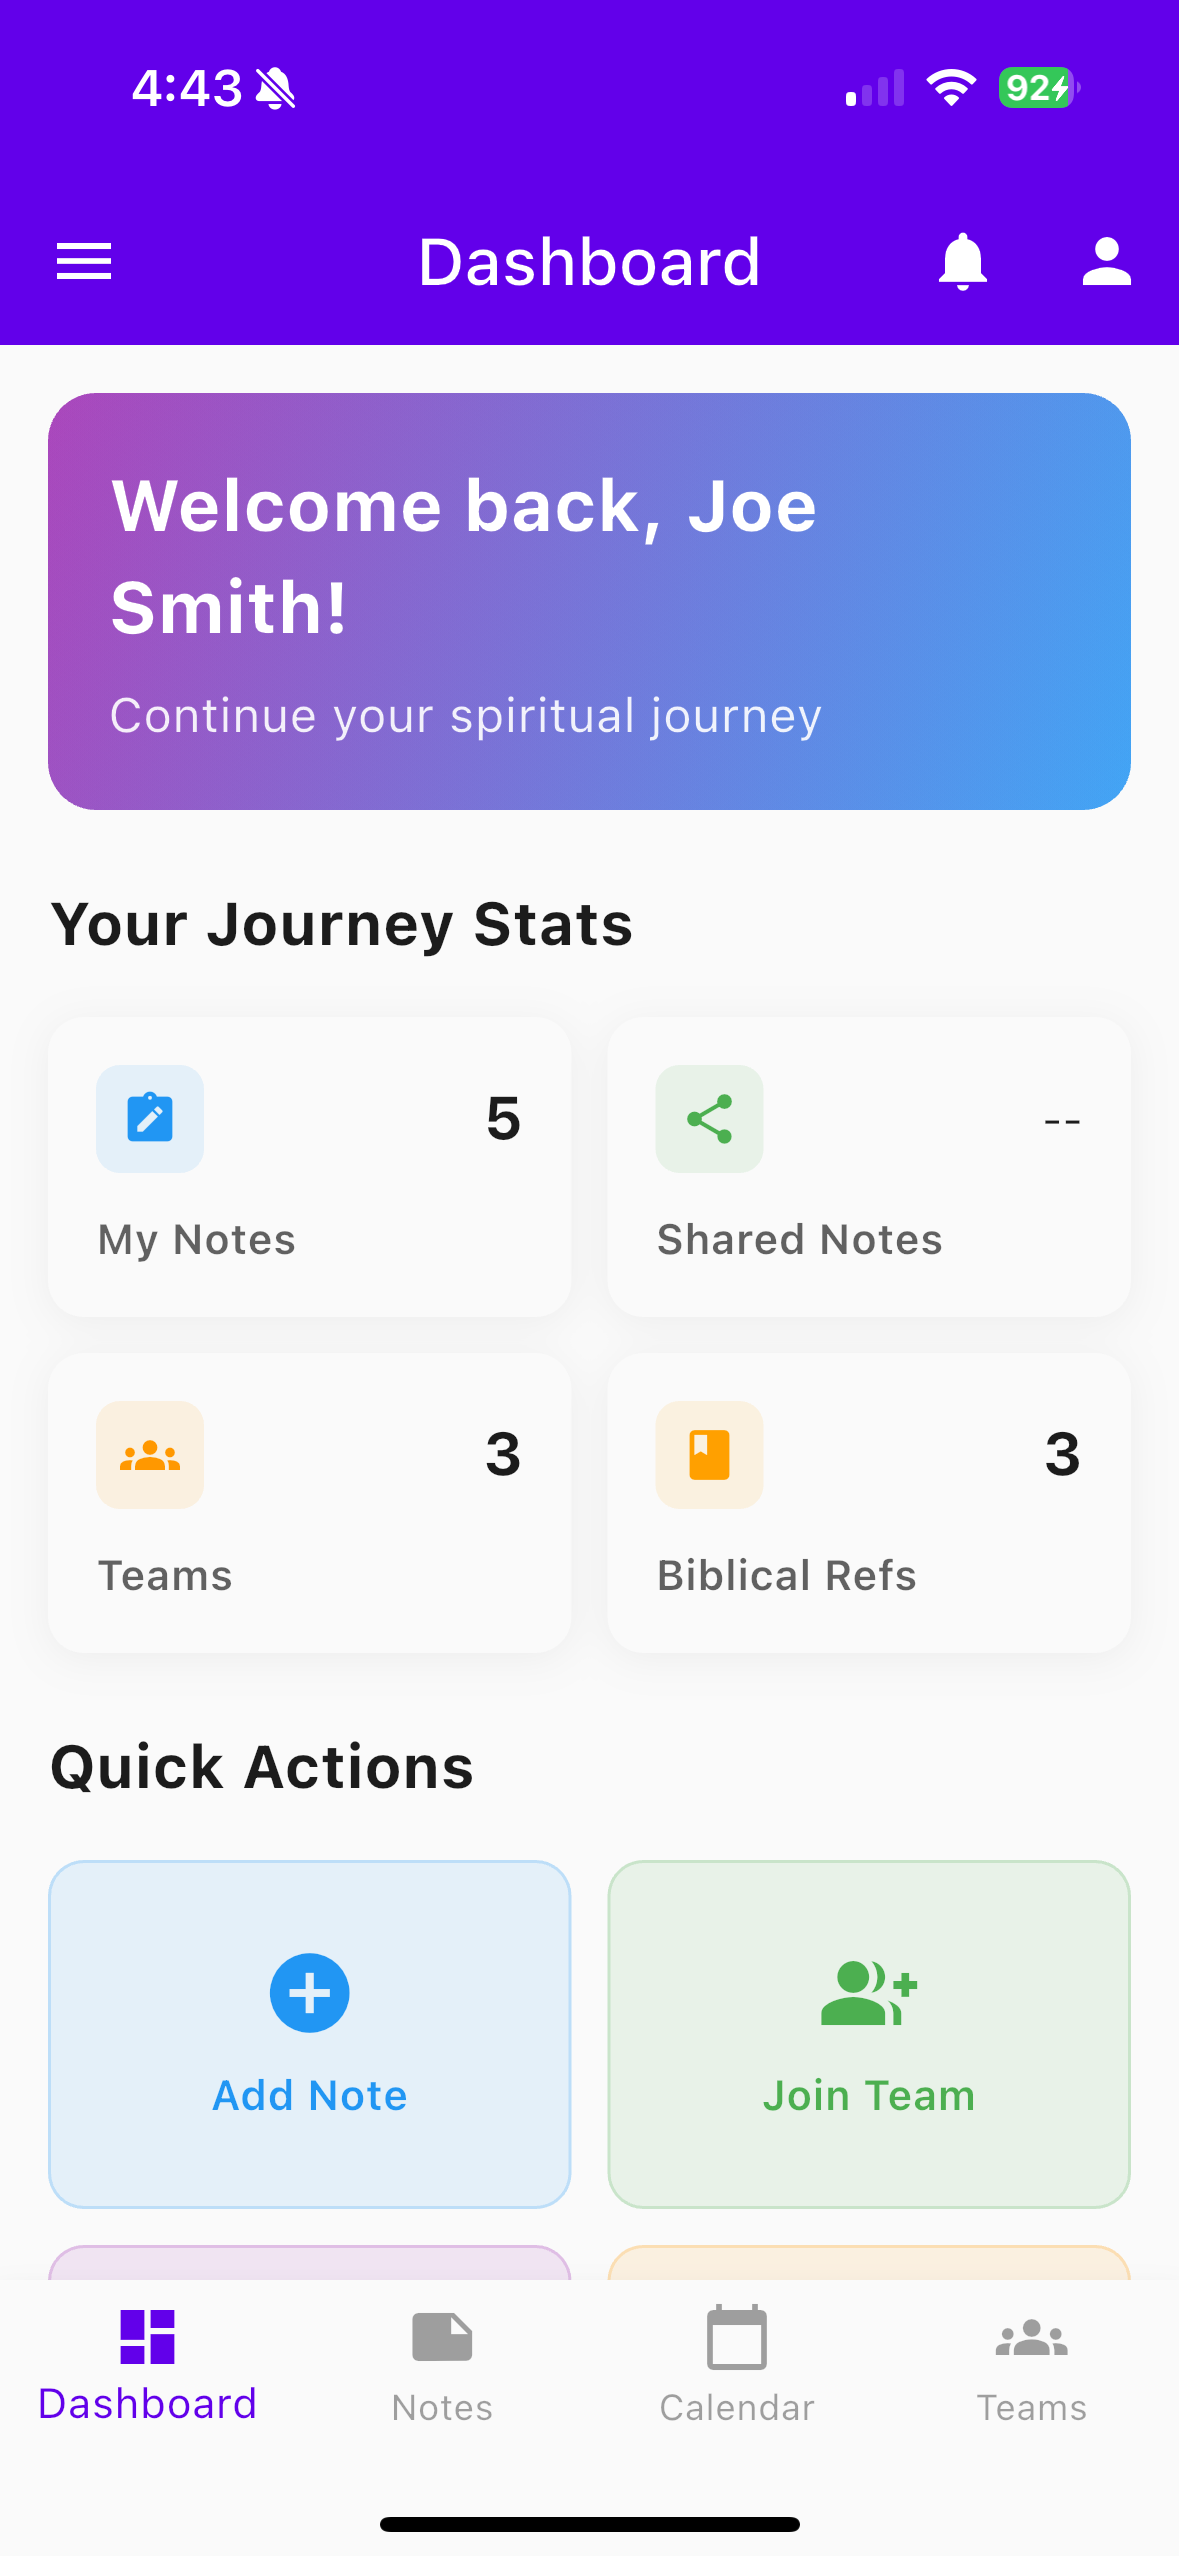 4:43
92
Dashboard
Welcome back, Joe
Smith!
Continue your spiritual journey
Your Journey Stats
5
--
My Notes
Shared Notes
3
3
Teams
Biblical Refs
Quick Actions
Add Note
Join Team
Dashboard
Notes
Calendar
Teams